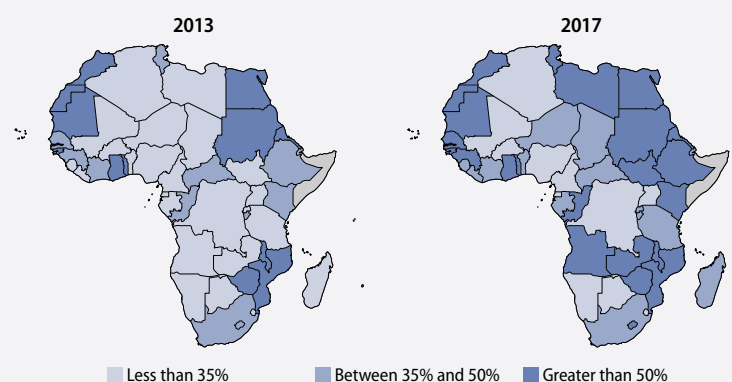 2013
2017
Less than 35%
Between 35% and 50%
Greater than 50%